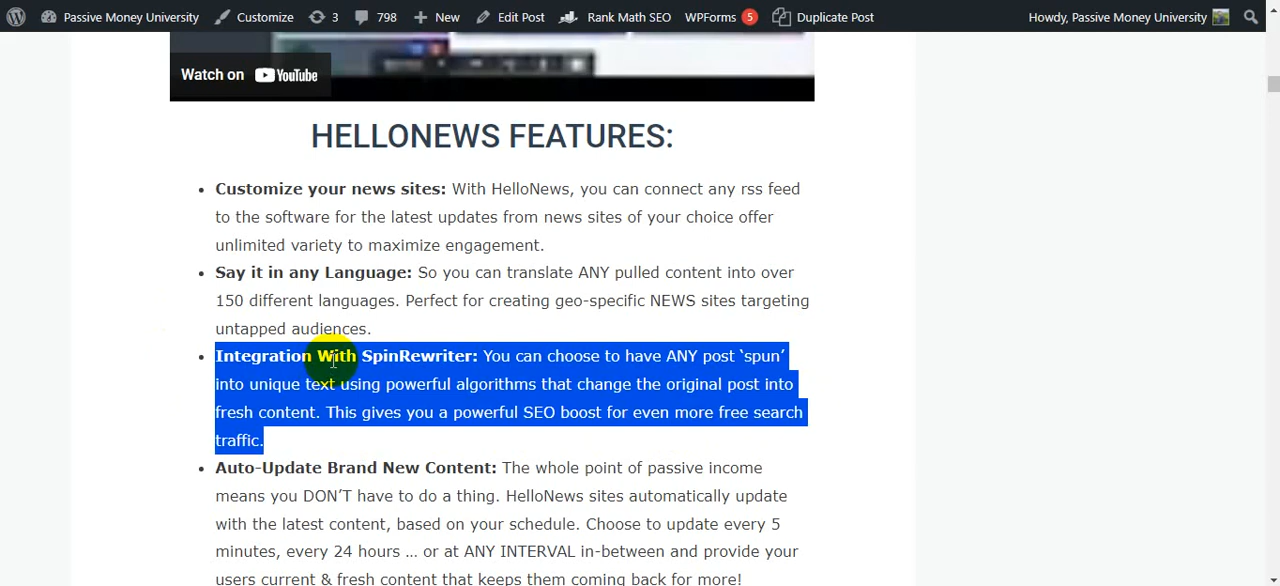 Passive Money University Customize 3 798 New Edit Post Rank Math SEO WPForms 5 Duplicate Post Howdy, Passive Money University
Watch on YouTube
HELLONEWS FEATURES:
Customize your news sites: With HelloNews, you can connect any rss feed
to the software for the latest updates from news sites of your choice offer
unlimited variety to maximize engagement.
Say it in any Language: So you can translate ANY pulled content into over
150 different languages. Perfect for creating geo-specific NEWS sites targeting
untapped audiences.
Integration With SpinRewriter: You can choose to have ANY post ‘spun’
into unique text using powerful algorithms that change the original post into
fresh content. This gives you a powerful SEO boost for even more free search
traffic.
Auto-Update Brand New Content: The whole point of passive income
means you DON’T have to do a thing. HelloNews sites automatically update
with the latest content, based on your schedule. Choose to update every 5
minutes, every 24 hours … or at ANY INTERVAL in-between and provide your
users current & fresh content that keeps them coming back for more!